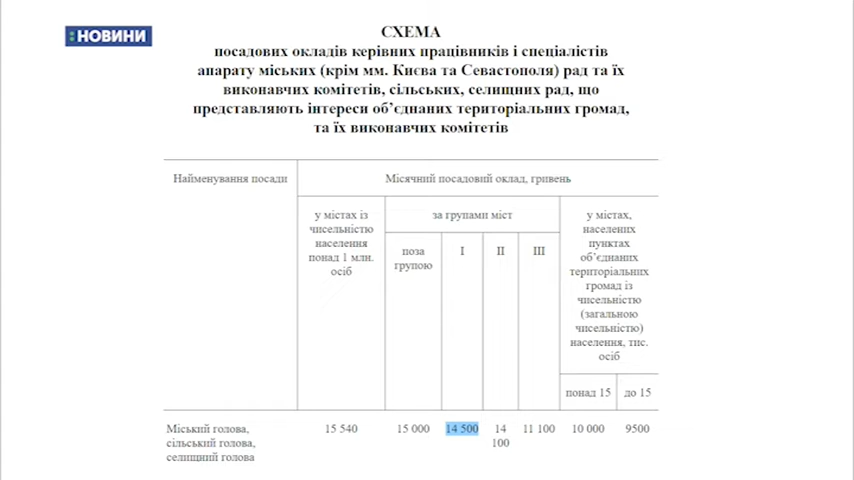 :НОВИНИ
СХЕМА
посадових окладів керівних працівників і спеціалістів
апарату міських (крім мм. Києва та Севастополя) рад та їх
виконавчих комітетів, сільських, селищних рад, що
представляють інтереси об’єднаних територіальних громад,
та їх виконавчих комітетів
Найменування посади
Місячний посадовий оклад, гривень
у містах із
чисельністю
населення
понад 1 млн.
осіб
за групами міст
поза
групою
I
II
III
у містах,
населених
пунктах
об’єднаних
територіальних
громад із
чисельністю
(загальною
чисельністю)
населення, тис.
осіб
понад 15
до 15
Міський голова,
сільський голова,
селищний голова
15 540
15 000
14 500
14
100
11 100
10 000
9500